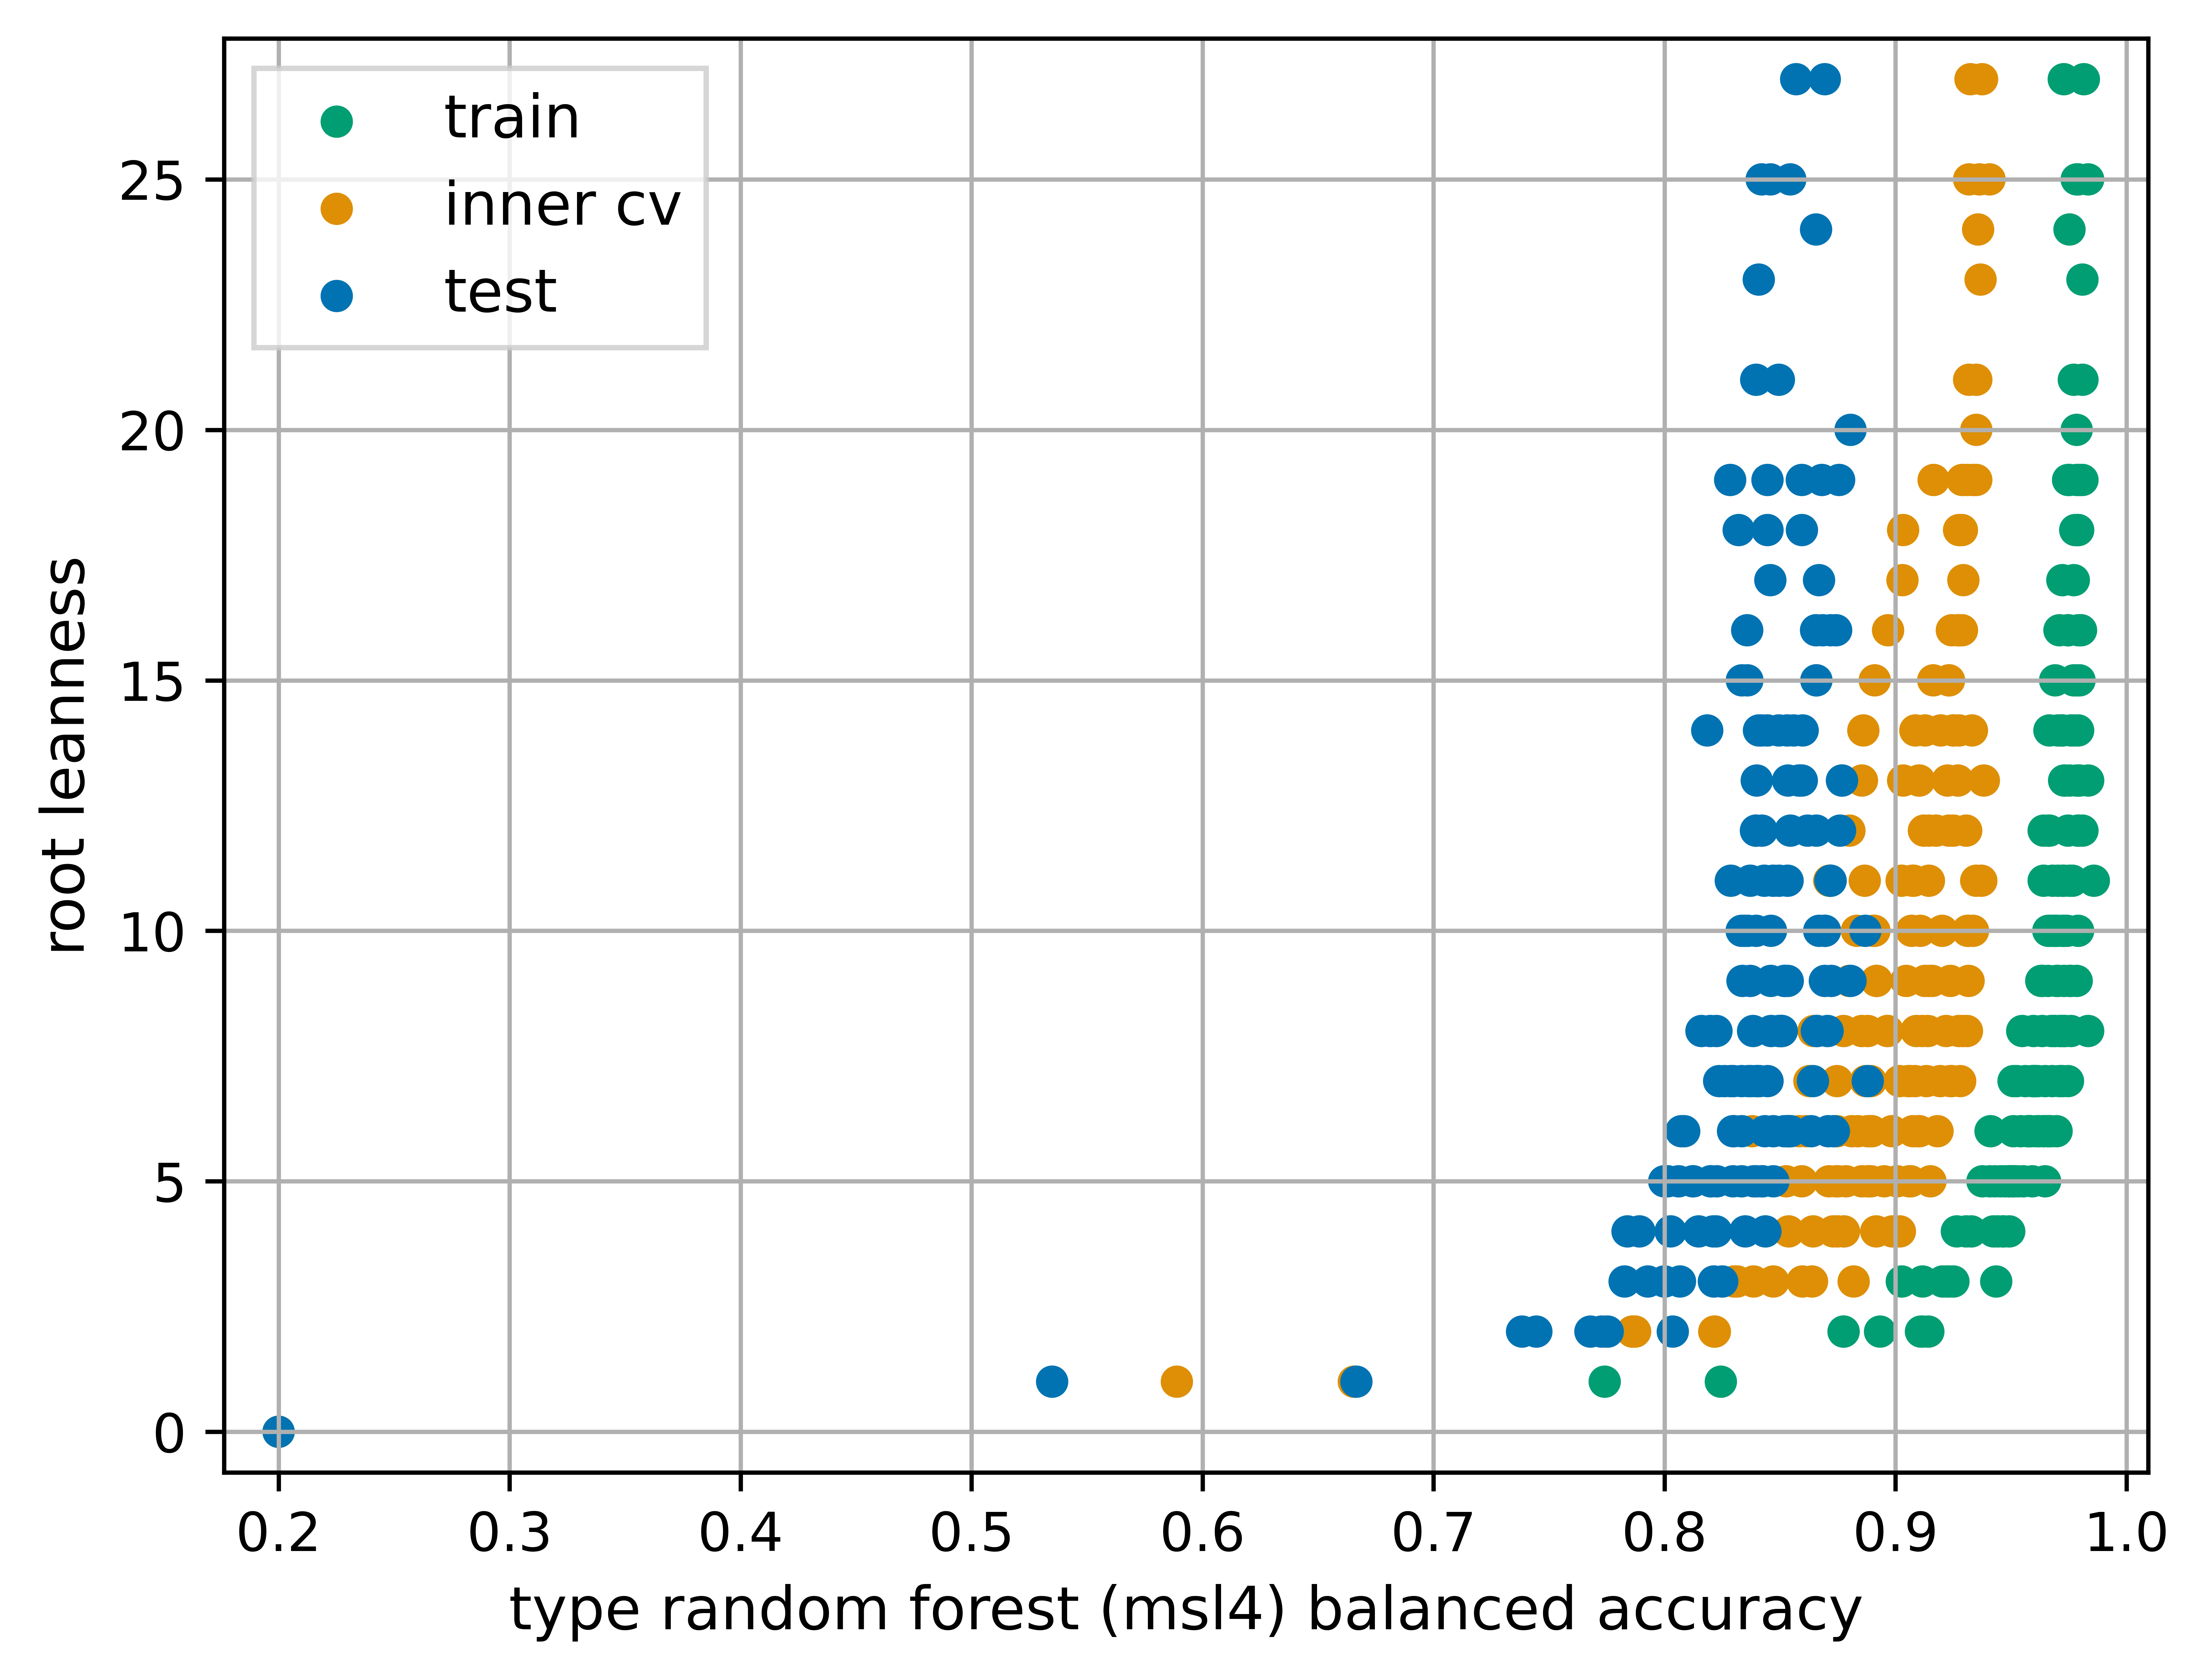 train
inner cv
test
25
20
15
10
5
0
root leanness
0.2 0.3 0.4 0.5 0.6 0.7 0.8 0.9 1.0
type random forest (msl4) balanced accuracy